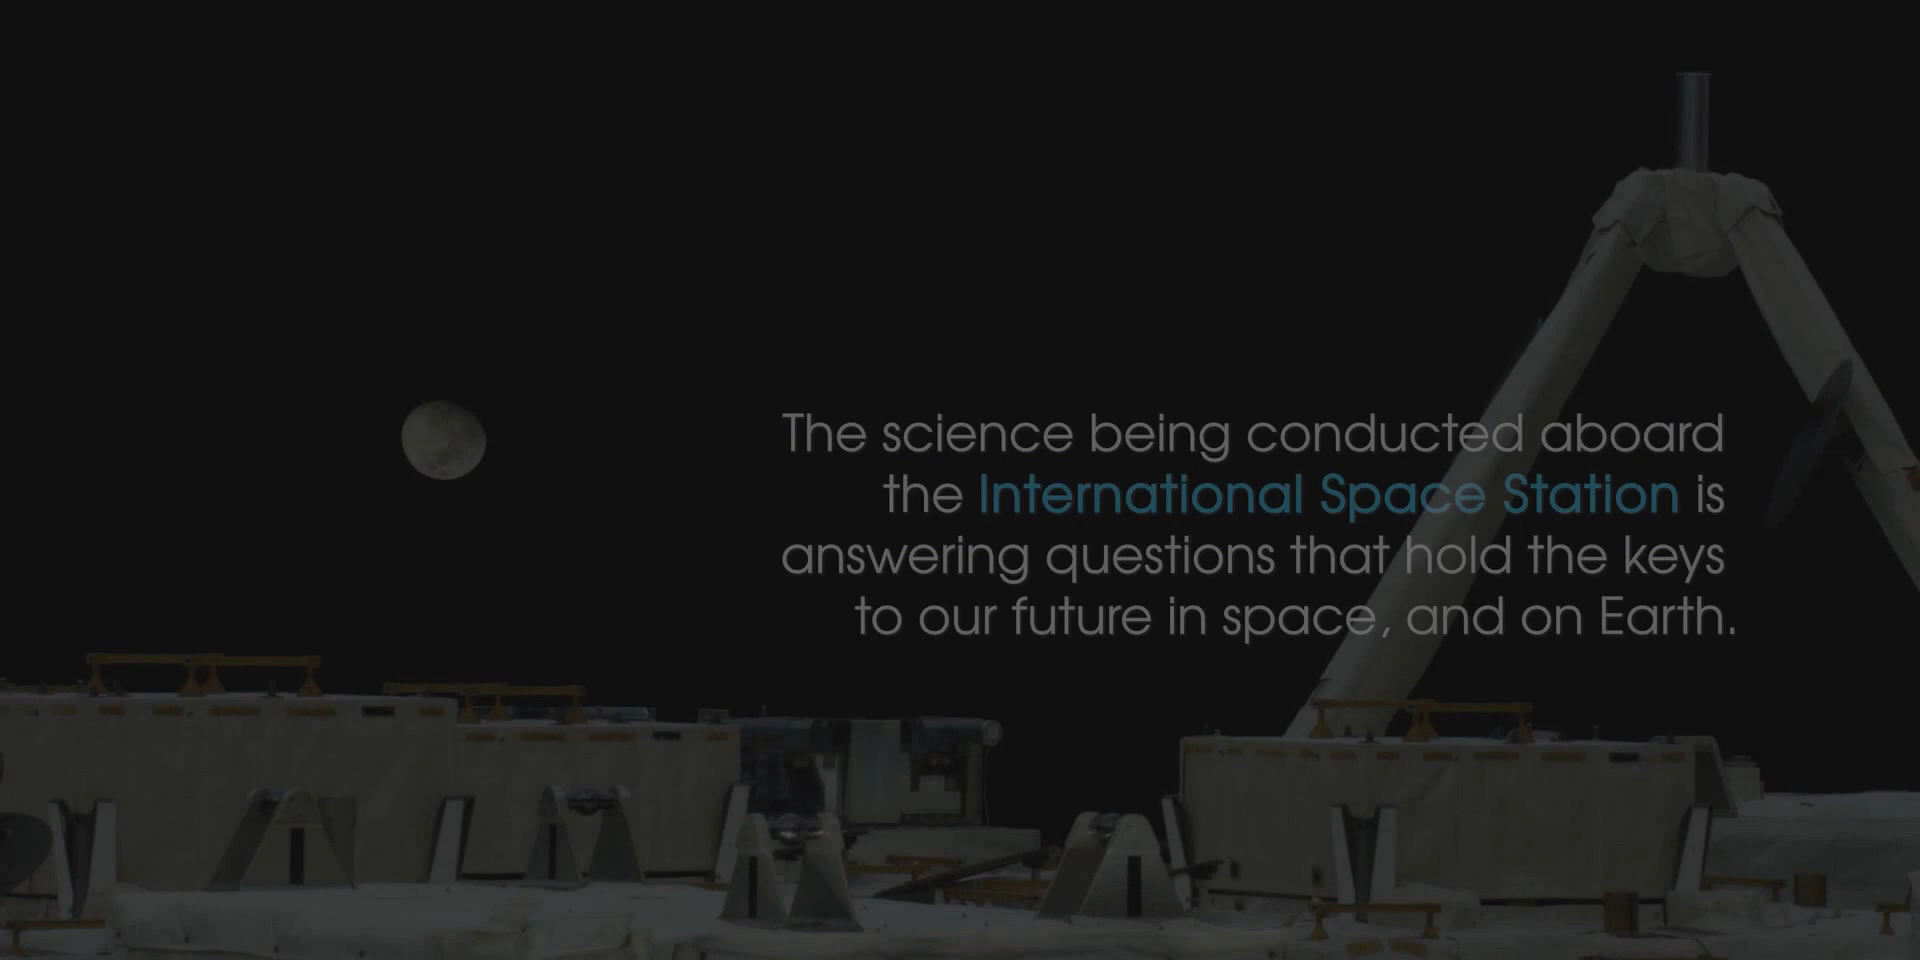 The science being conducted aboard
the International Space Station is
answering questions that hold the keys
to our future in space, and on Earth.